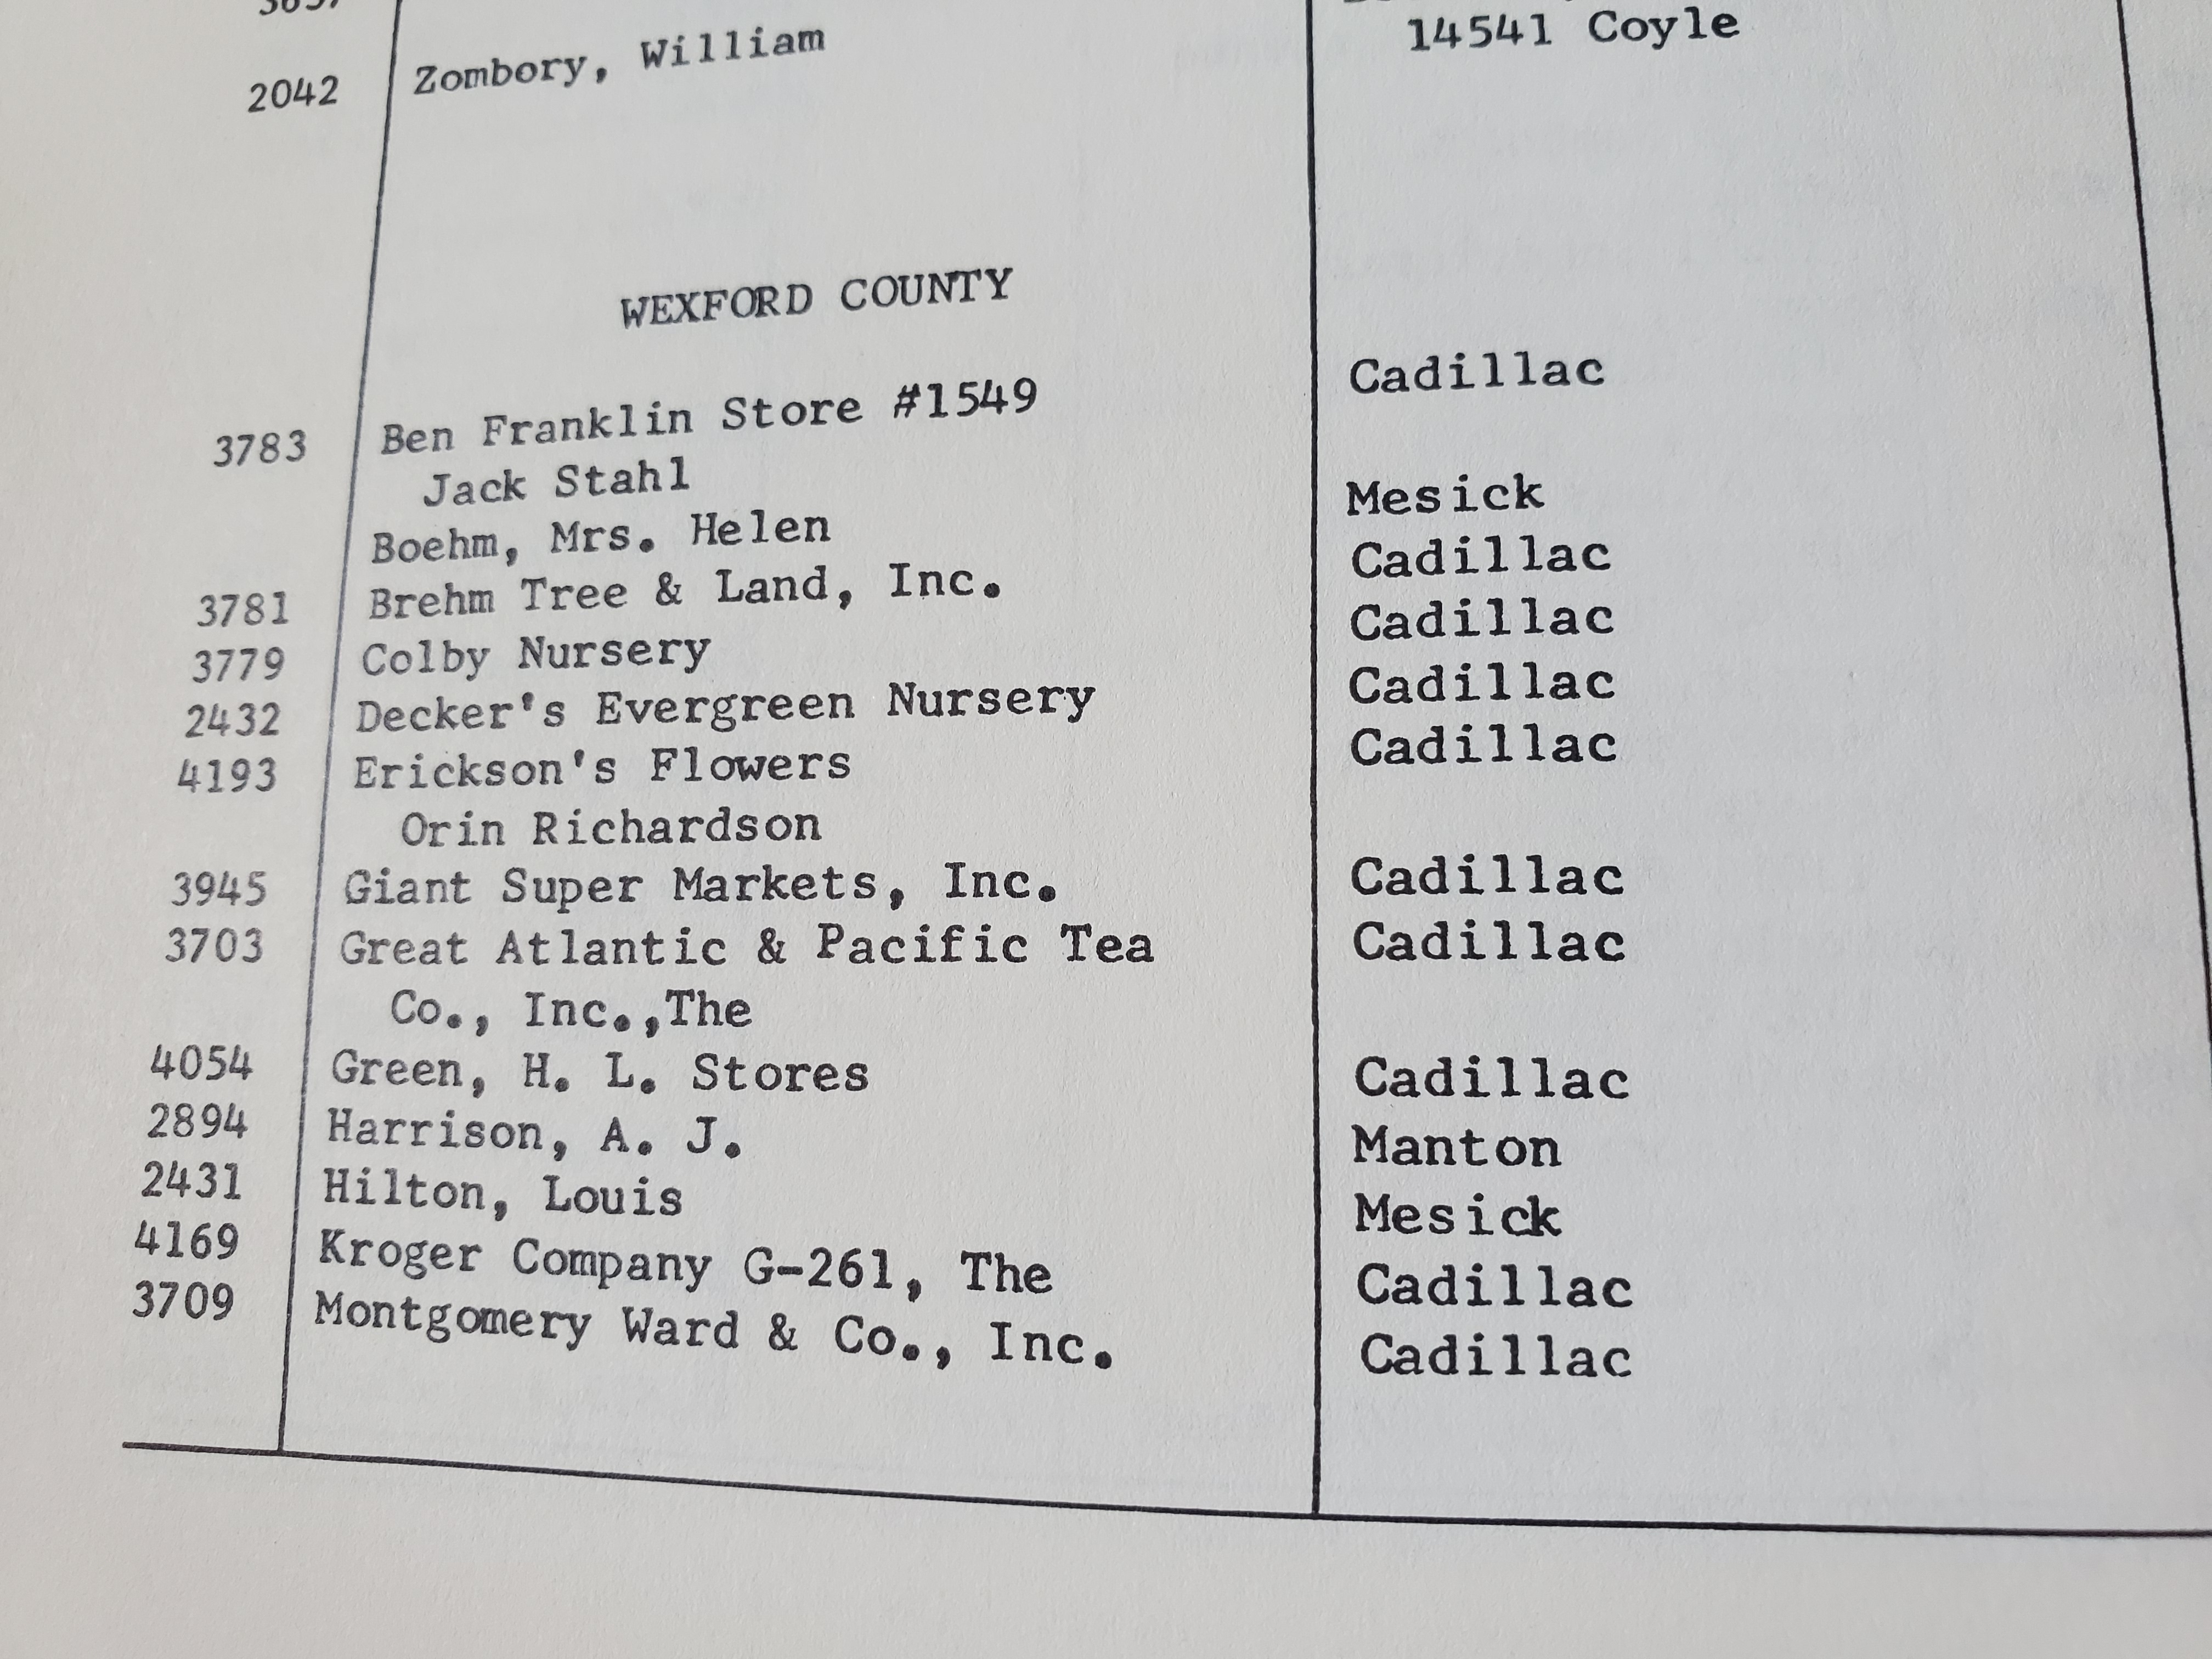 2042 Zombory, William 14541 Coyle
WEXFORD COUNTY
3783 Ben Franklin Store #1549 Cadillac
Jack Stahl
Boehm, Mrs. Helen Mesick
3781 Brehm Tree & Land, Inc. Cadillac
3779 Colby Nursery Cadillac
2432 Decker's Evergreen Nursery Cadillac
4193 Erickson's Flowers Cadillac
Orin Richardson
3945 Giant Super Markets, Inc. Cadillac
3703 Great Atlantic & Pacific Tea Cadillac
Co., Inc.,The
4054 Green, H. L. Stores Cadillac
2894 Harrison, A. J. Manton
2431 Hilton, Louis Mesick
4169 Kroger Company G-261, The Cadillac
3709 Montgomery Ward & Co., Inc. Cadillac